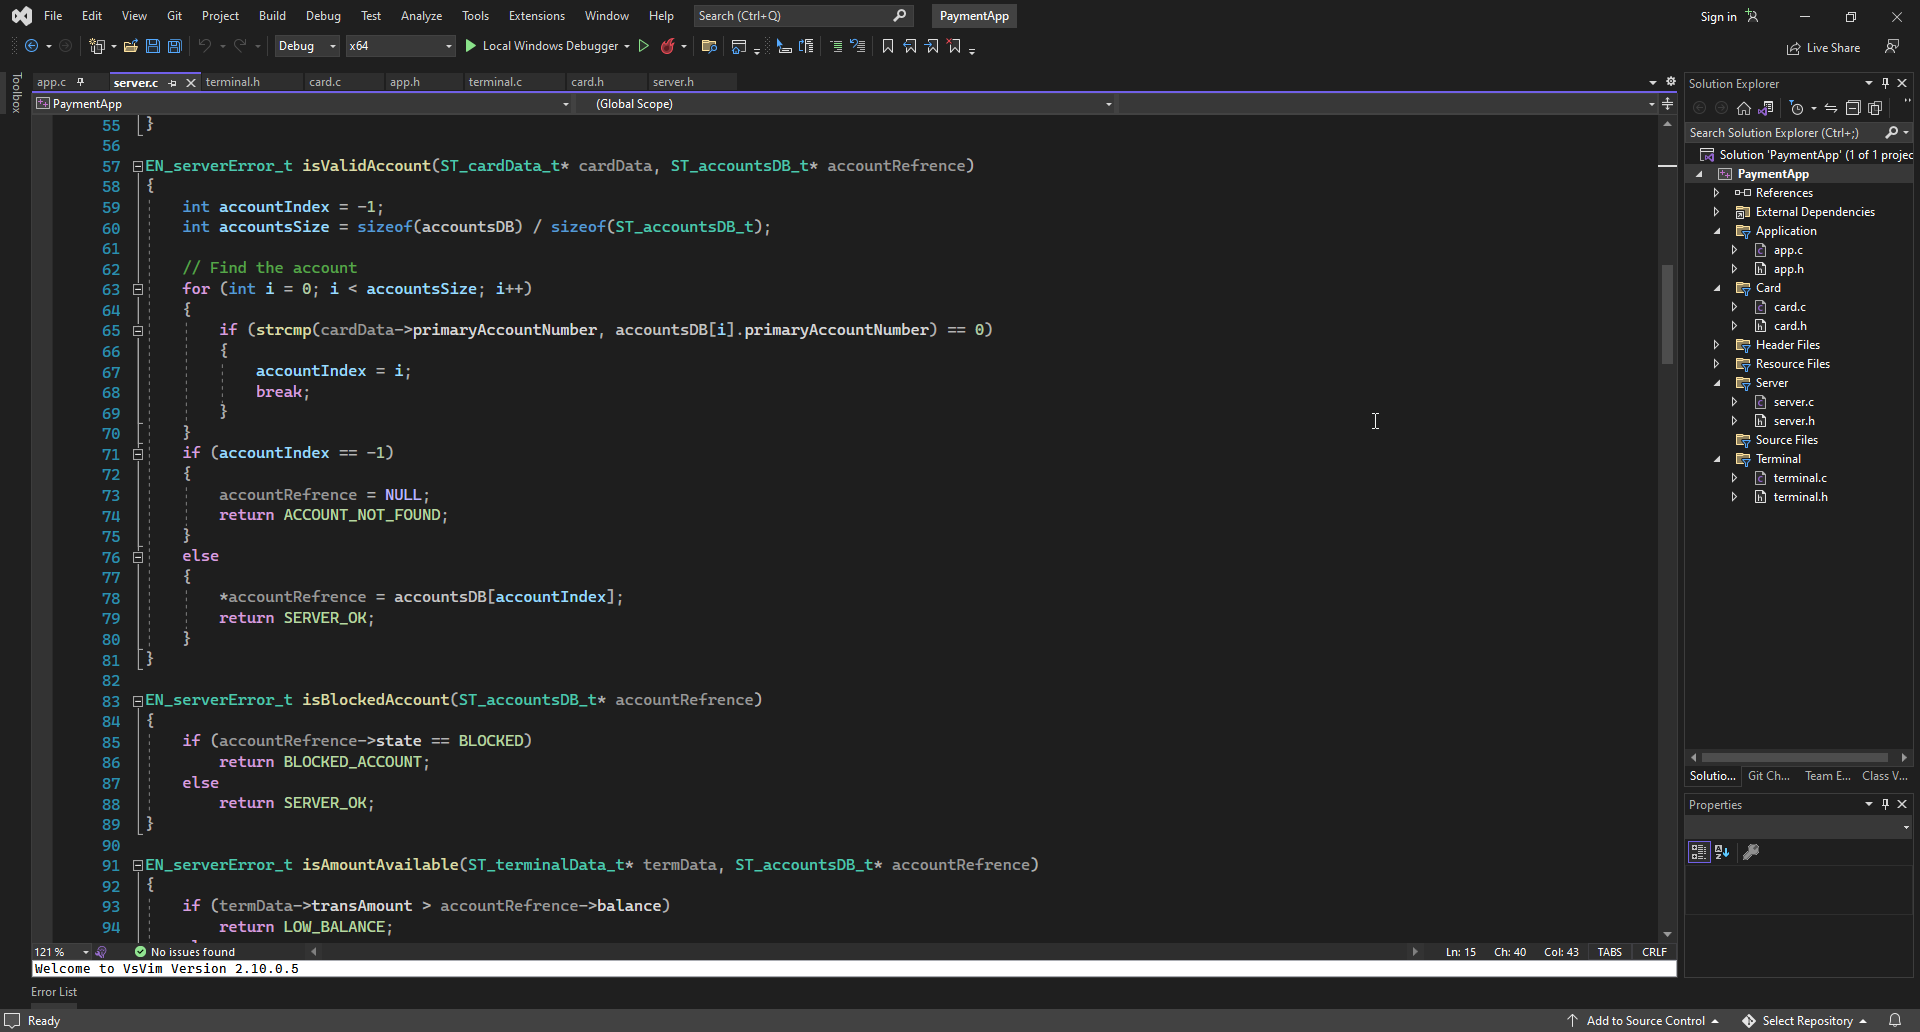 File Edit View Git Project Build Debug Test Analyze Tools Extensions Window Help Search (Ctrl+Q) PaymentApp Sign in
Debug x64 Local Windows Debugger Live Share
Toolbox
app.c server.c terminal.h card.c app.h terminal.c card.h server.h
PaymentApp (Global Scope)
55 }
56
57 EN_serverError_t isValidAccount(ST_cardData_t* cardData, ST_accountsDB_t* accountRefrence)
58 {
59 int accountIndex = -1;
60 int accountsSize = sizeof(accountsDB) / sizeof(ST_accountsDB_t);
61
62 // Find the account
63 for (int i = 0; i < accountsSize; i++)
64 {
65 if (strcmp(cardData->primaryAccountNumber, accountsDB[i].primaryAccountNumber) == 0)
66 {
67 accountIndex = i;
68 break;
69 }
70 }
71 if (accountIndex == -1)
72 {
73 accountRefrence = NULL;
74 return ACCOUNT_NOT_FOUND;
75 }
76 else
77 {
78 *accountRefrence = accountsDB[accountIndex];
79 return SERVER_OK;
80 }
81 }
82
83 EN_serverError_t isBlockedAccount(ST_accountsDB_t* accountRefrence)
84 {
85 if (accountRefrence->state == BLOCKED)
86 return BLOCKED_ACCOUNT;
87 else
88 return SERVER_OK;
89 }
90
91 EN_serverError_t isAmountAvailable(ST_terminalData_t* termData, ST_accountsDB_t* accountRefrence)
92 {
93 if (termData->transAmount > accountRefrence->balance)
94 return LOW_BALANCE;
121 % No issues found Ln: 15 Ch: 40 Col: 43 TABS CRLF
Welcome to VsVim Version 2.10.0.5
Error List
Solution Explorer
Search Solution Explorer (Ctrl+;)
Solution 'PaymentApp' (1 of 1 projec
PaymentApp
References
External Dependencies
Application
app.c
app.h
Card
card.c
card.h
Header Files
Resource Files
Server
server.c
server.h
Source Files
Terminal
terminal.c
terminal.h
Solutio... Git Ch... Team E... Class V...
Properties
Ready Add to Source Control Select Repository